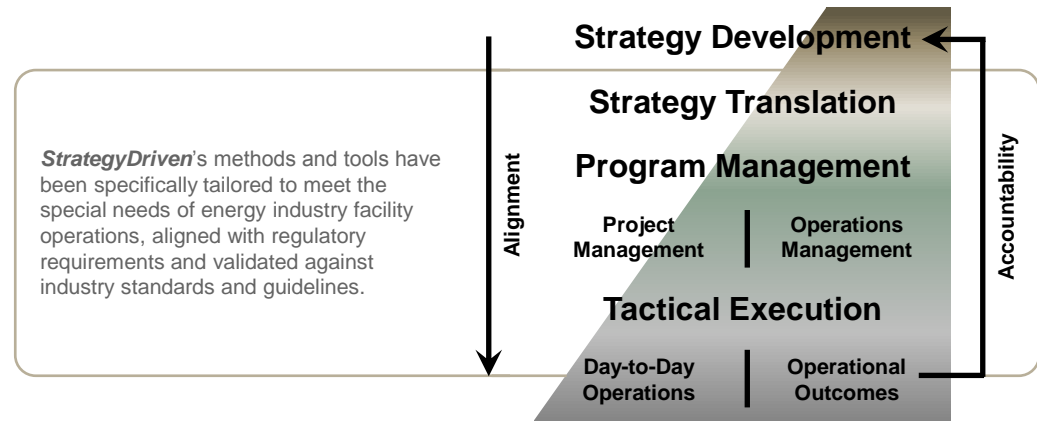 Strategy Development
Strategy Translation
StrategyDriven's methods and tools have
been specifically tailored to meet the
special needs of energy industry facility
operations, aligned with regulatory
requirements and validated against
industry standards and guidelines.
Alignment
Program Management
Project
Management
Operations
Management
Tactical Execution
Day-to-Day
Operations
Operational
Outcomes
Accountability